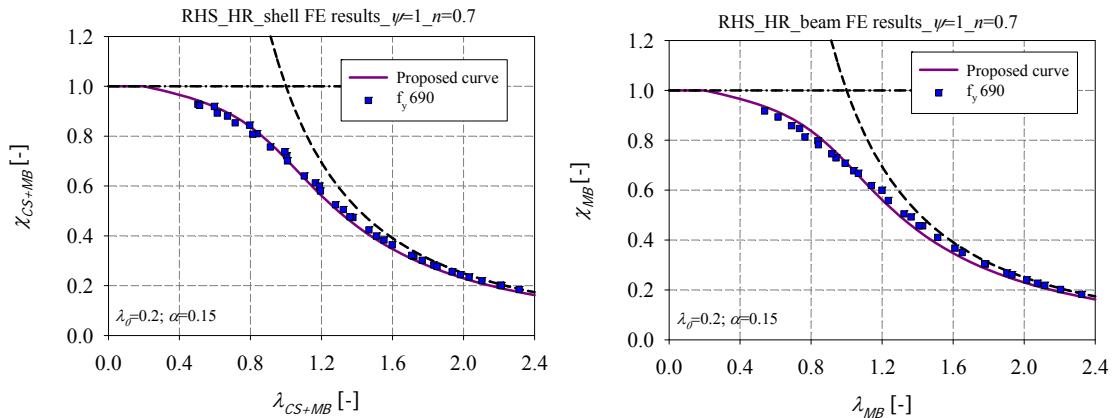 RHS_HR_shell FE results_ψ=1_n=0.7
1.2
1.0
0.8
0.6
0.4
0.2
0.0
χCS+MB [-]
Proposed curve
fy 690
λ0=0.2; α=0.15
0.0 0.4 0.8 1.2 1.6 2.0 2.4
λCS+MB [-]
RHS_HR_beam FE results_ψ=1_n=0.7
1.2
1.0
0.8
0.6
0.4
0.2
0.0
χMB [-]
Proposed curve
fy 690
λ0=0.2; α=0.15
0.0 0.4 0.8 1.2 1.6 2.0 2.4
λMB [-]